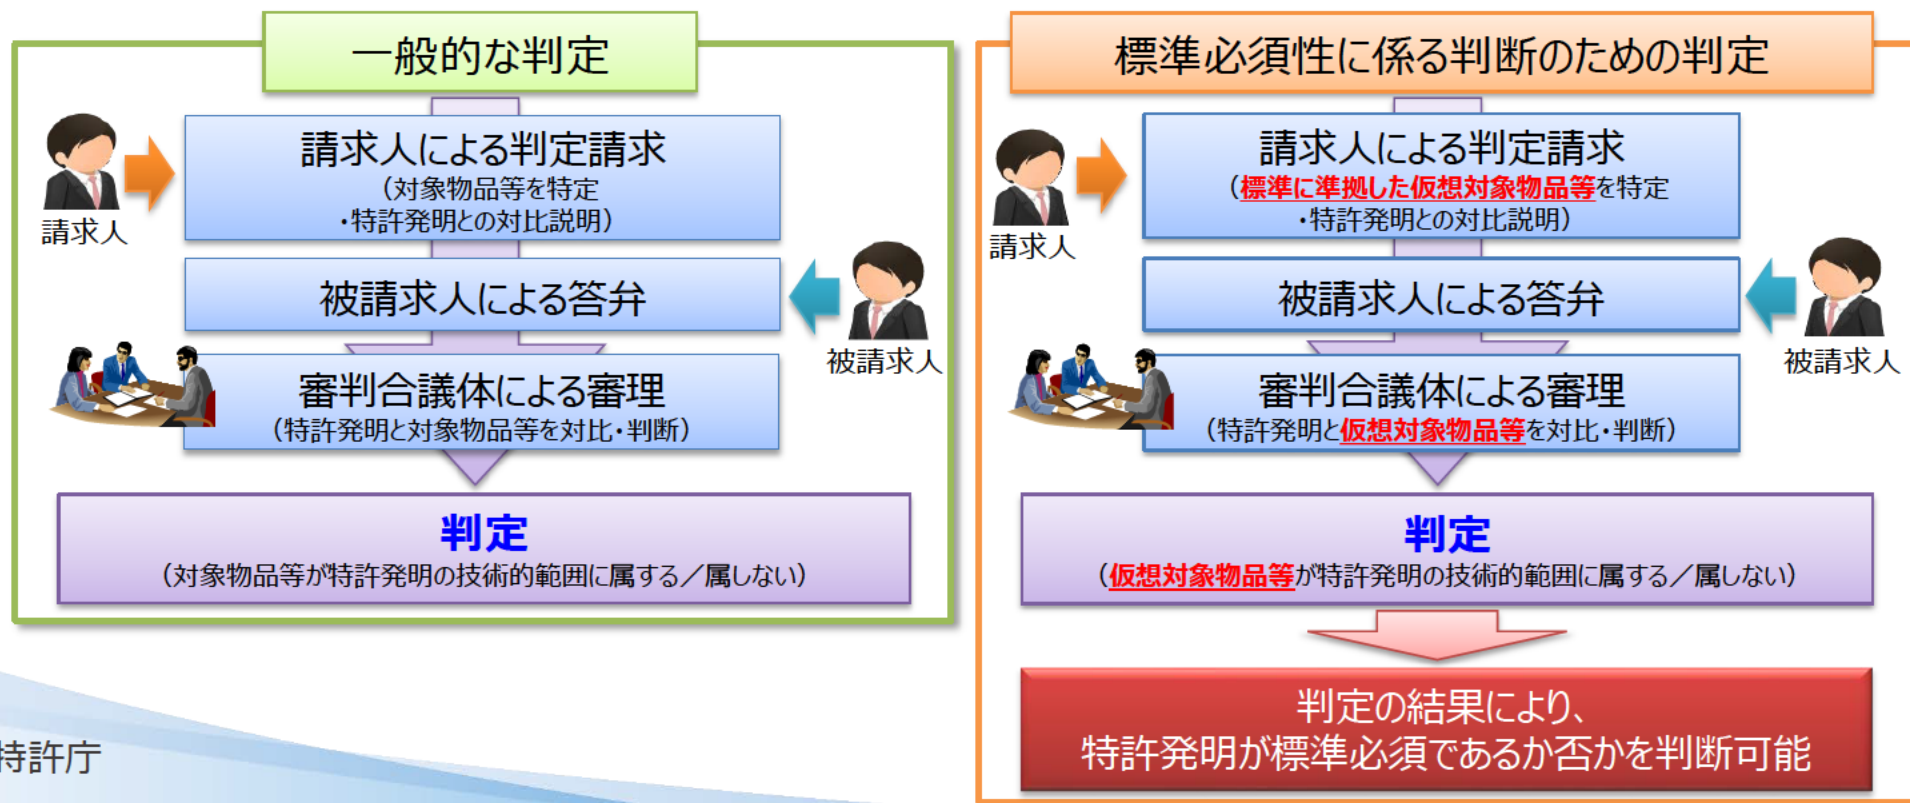 一般的な判定
請求人による判定請求
（対象物品等を特定
・特許発明との対比説明）
請求人
被請求人による答弁
被請求人
審判合議体による審理
（特許発明と対象物品等を対比・判断）
判定
（対象物品等が特許発明の技術的範囲に属する／属しない）
標準必須性に係る判断のための判定
請求人による判定請求
（標準に準拠した仮想対象物品等を特定
・特許発明との対比説明）
請求人
被請求人による答弁
被請求人
審判合議体による審理
（特許発明と仮想対象物品等を対比・判断）
判定
（仮想対象物品等が特許発明の技術的範囲に属する／属しない）
判定の結果により、
特許発明が標準必須であるか否かを判断可能
特許庁